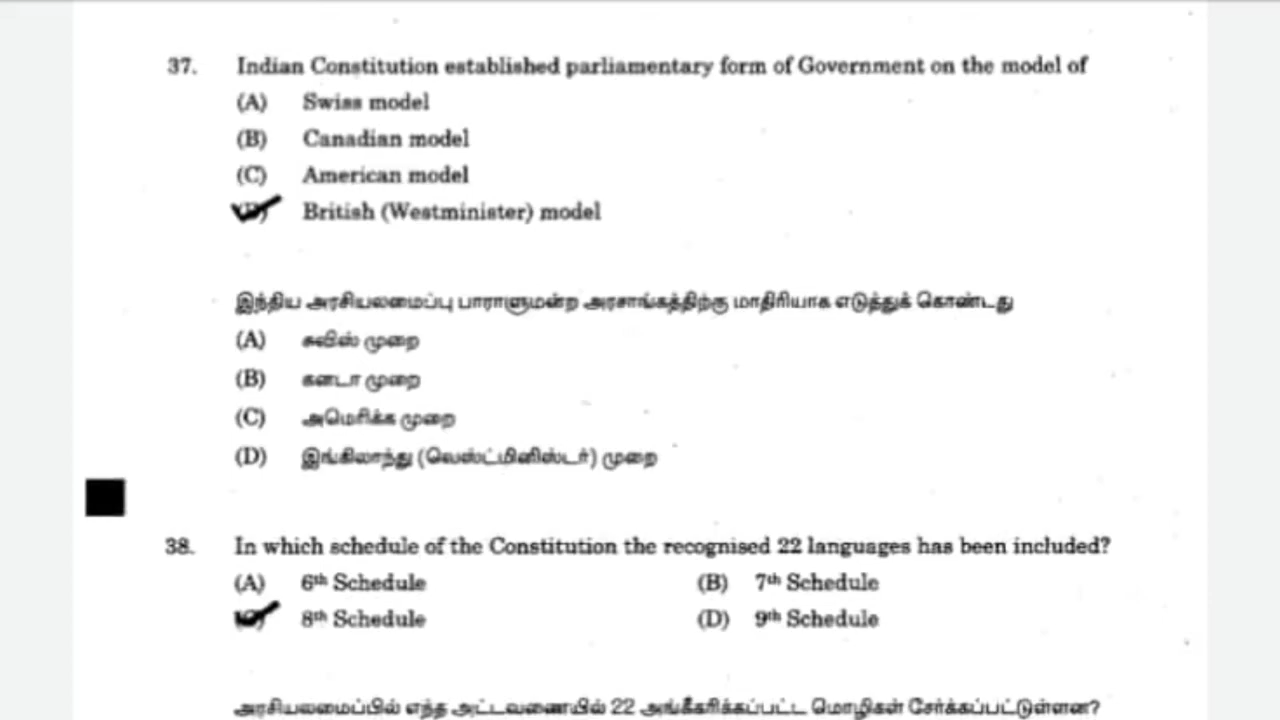 37. Indian Constitution established parliamentary form of Government on the model of
(A) Swiss model
(B) Canadian model
(C) American model
British (Westminister) model
இந்திய அரசியலமைப்பு பாராளுமன்ற அரசாங்கத்திற்கு மாதிரியாக எடுத்துக் கொண்டது
(A) சுவிஸ் முறை
(B) கனடா முறை
(C) அமெரிக்க முறை
(D) இங்கிலாந்து (வெஸ்ட்மினிஸ்டர்) முறை
38. In which schedule of the Constitution the recognised 22 languages has been included?
(A) 6th Schedule (B) 7th Schedule
8th Schedule (D) 9th Schedule
அரசியலமைப்பில் எந்த அட்டவணையில் 22 அங்கீகரிக்கப்பட்ட மொழிகள் சேர்க்கப்பட்டுள்ளன?